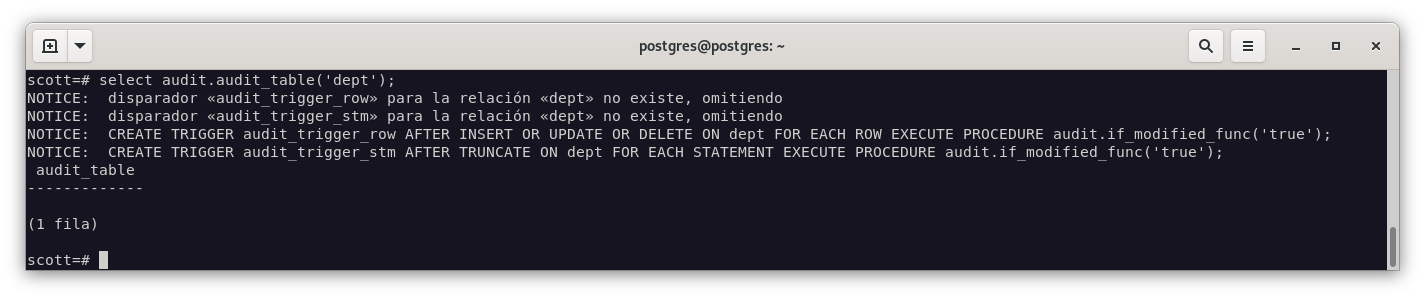 postgres@postgres: ~
scott=# select audit.audit_table('dept');
NOTICE:  disparador «audit_trigger_row» para la relación «dept» no existe, omitiendo
NOTICE:  disparador «audit_trigger_stm» para la relación «dept» no existe, omitiendo
NOTICE:  CREATE TRIGGER audit_trigger_row AFTER INSERT OR UPDATE OR DELETE ON dept FOR EACH ROW EXECUTE PROCEDURE audit.if_modified_func('true');
NOTICE:  CREATE TRIGGER audit_trigger_stm AFTER TRUNCATE ON dept FOR EACH STATEMENT EXECUTE PROCEDURE audit.if_modified_func('true');
 audit_table
-------------
(1 fila)
scott=#